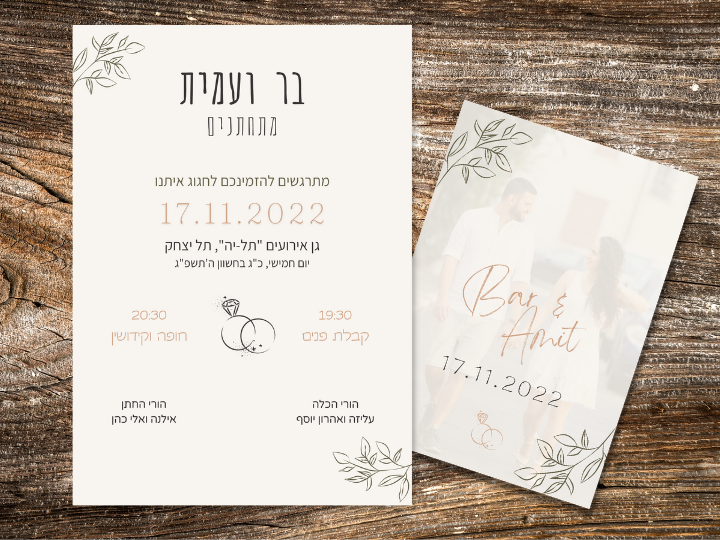 בר ועמית
מתחתנים
מתרגשים להזמינכם לחגוג איתנו
17.11.2022
גן אירועים "תל-יה", תל יצחק
יום חמישי, כ"ג בחשוון ה'תשפ"ג
19:30
קבלת פנים
20:30
חופה וקידושין
הורי הכלה
עליזה ואהרון יוסף
הורי החתן
אילנה ואלי כהן
Bar &
Amit
17.11.2022